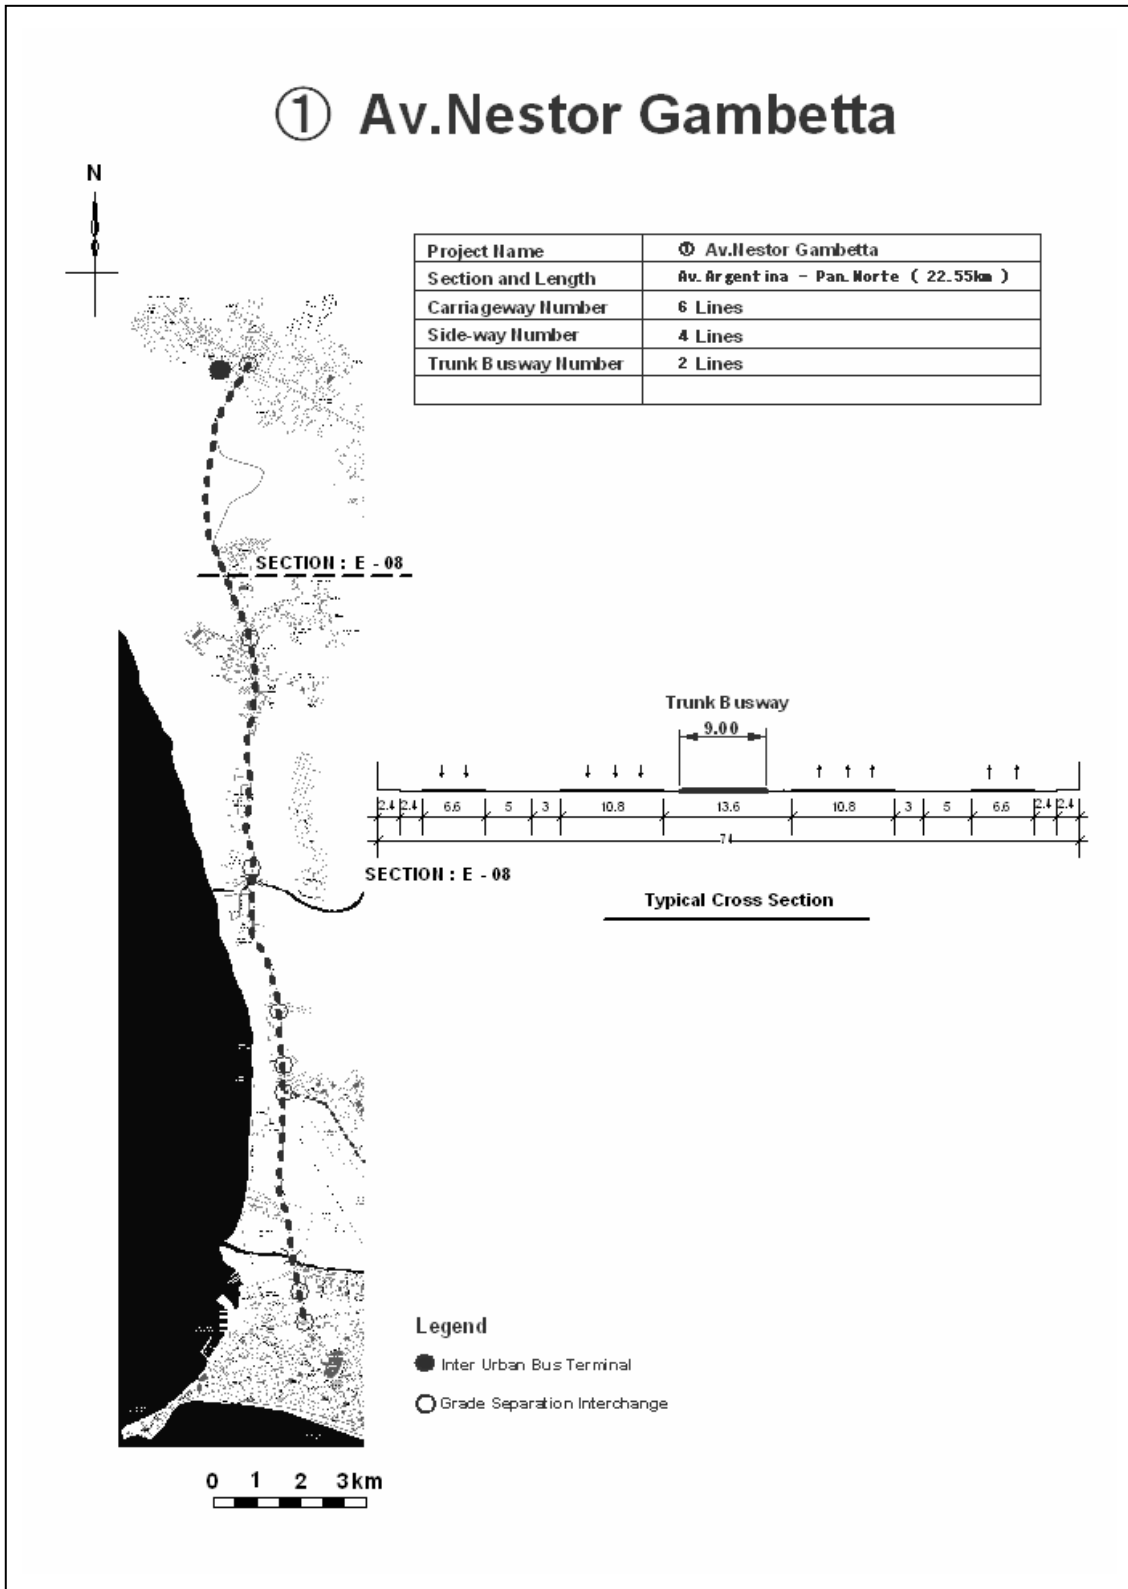 ① Av.Nestor Gambetta
N
Project Name ① Av.Nestor Gambetta
Section and Length Av.Argentina - Pan.Norte ( 22.55km )
Carriageway Number 6 Lines
Side-way Number 4 Lines
Trunk Busway Number 2 Lines
SECTION : E - 08
Trunk Busway
9.00
2.4 2.4 6.6 5 3 10.8 13.6 10.8 3 5 6.6 2.4 2.4
74
SECTION : E - 08
Typical Cross Section
Legend
Inter Urban Bus Terminal
Grade Separation Interchange
0 1 2 3km